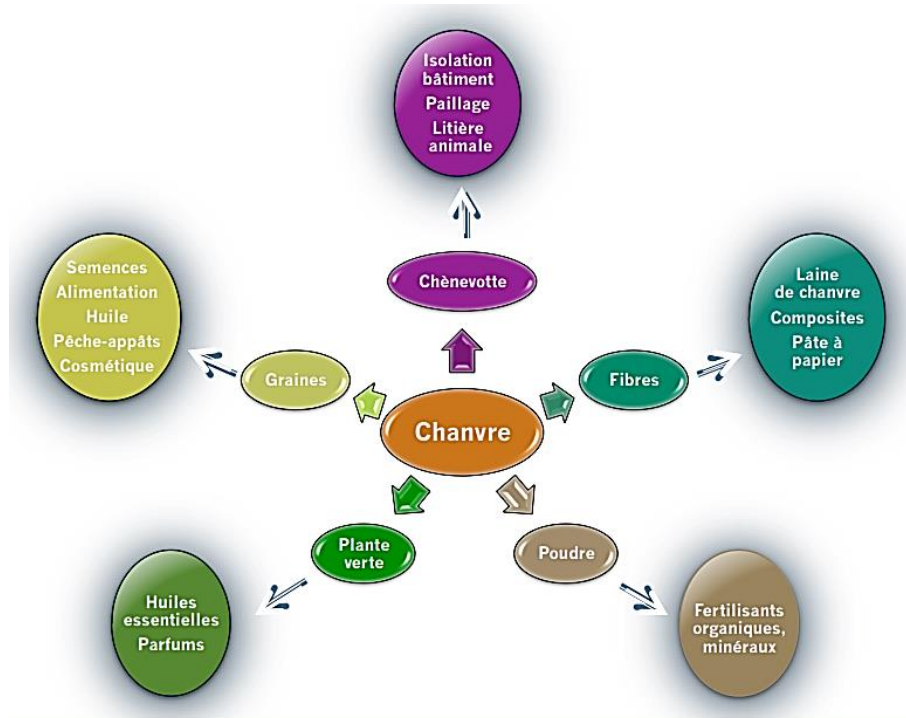 Isolation
bâtiment
Paillage
Litière
animale
Chènevotte
Semences
Alimentation
Huile
Pêche-appâts
Cosmétique
Graines
Laine
de chanvre
Composites
Pâte à
papier
Fibres
Chanvre
Plante
verte
Poudre
Huiles
essentielles
Parfums
Fertilisants
organiques,
minéraux